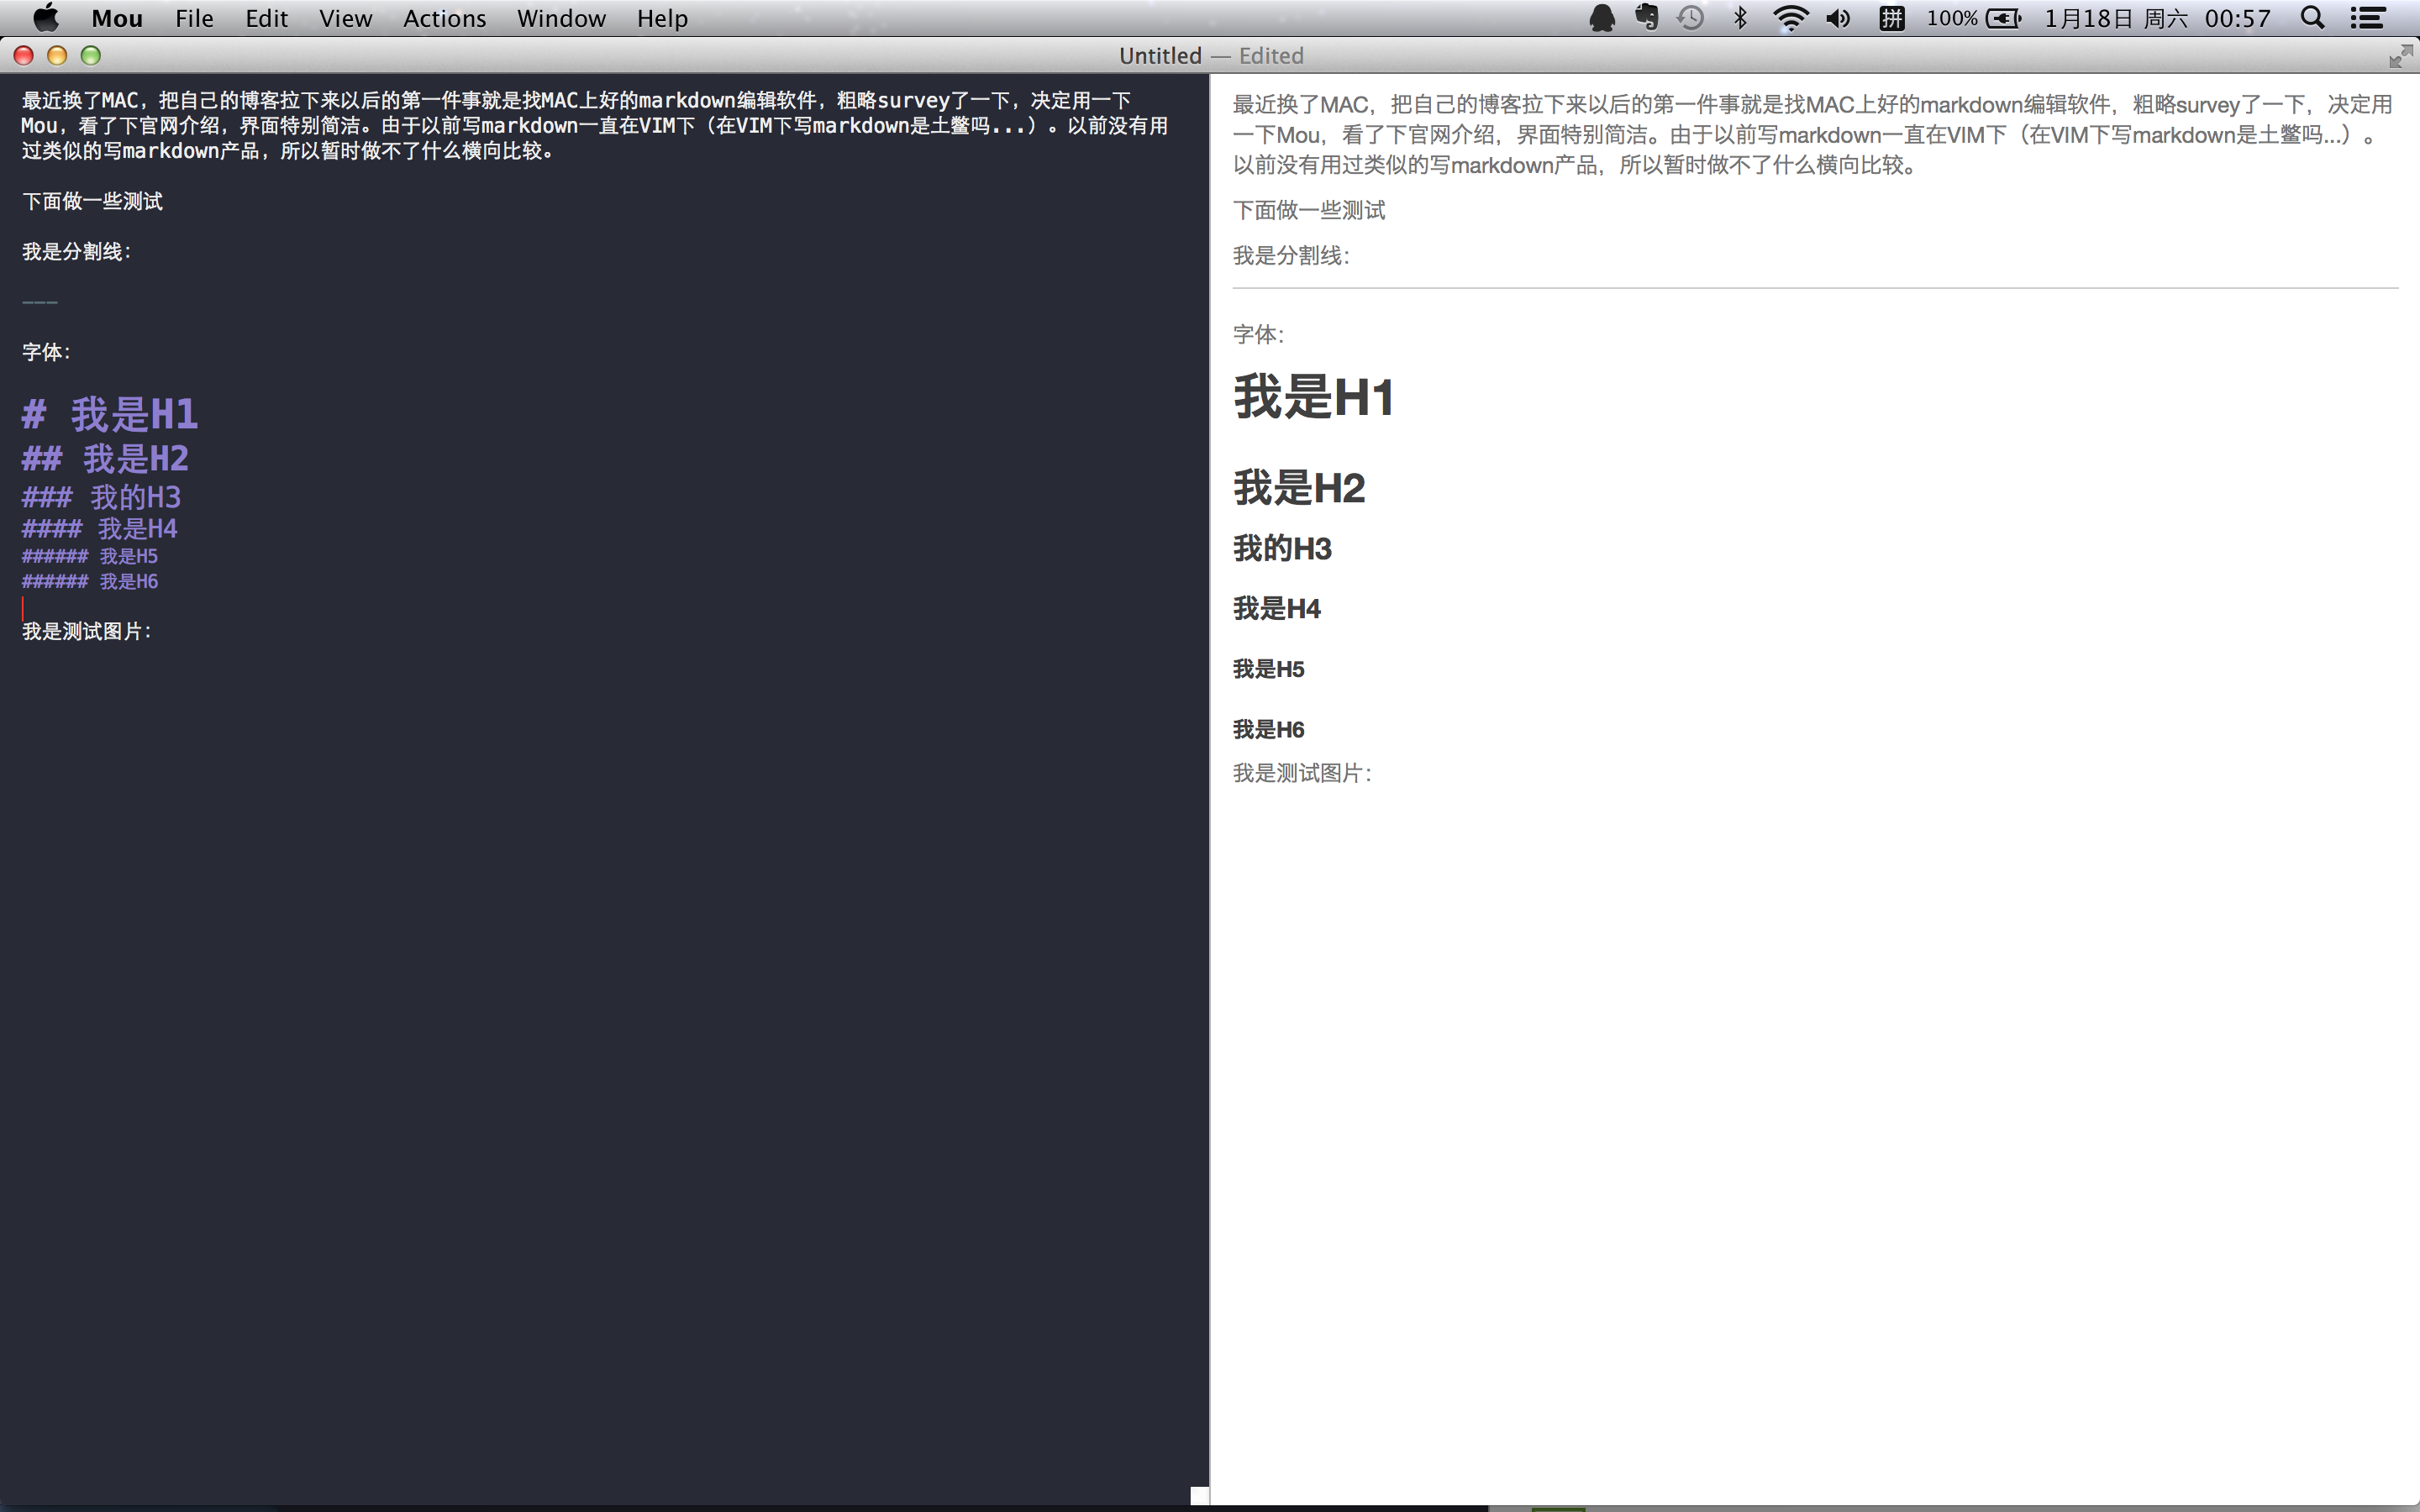 Mou File Edit View Actions Window Help 拼 100% 1月18日 周六 00:57
Untitled — Edited
最近换了MAC，把自己的博客拉下来以后的第一件事就是找MAC上好的markdown编辑软件，粗略survey了一下，决定用一下
Mou，看了下官网介绍，界面特别简洁。由于以前写markdown一直在VIM下（在VIM下写markdown是土鳖吗...）。以前没有用
过类似的写markdown产品，所以暂时做不了什么横向比较。
下面做一些测试
我是分割线：
---
字体：
# 我是H1
## 我是H2
### 我的H3
#### 我是H4
###### 我是H5
###### 我是H6
我是测试图片：
最近换了MAC，把自己的博客拉下来以后的第一件事就是找MAC上好的markdown编辑软件，粗略survey了一下，决定用
一下Mou，看了下官网介绍，界面特别简洁。由于以前写markdown一直在VIM下（在VIM下写markdown是土鳖吗...）。
以前没有用过类似的写markdown产品，所以暂时做不了什么横向比较。
下面做一些测试
我是分割线：
字体：
我是H1
我是H2
我的H3
我是H4
我是H5
我是H6
我是测试图片：